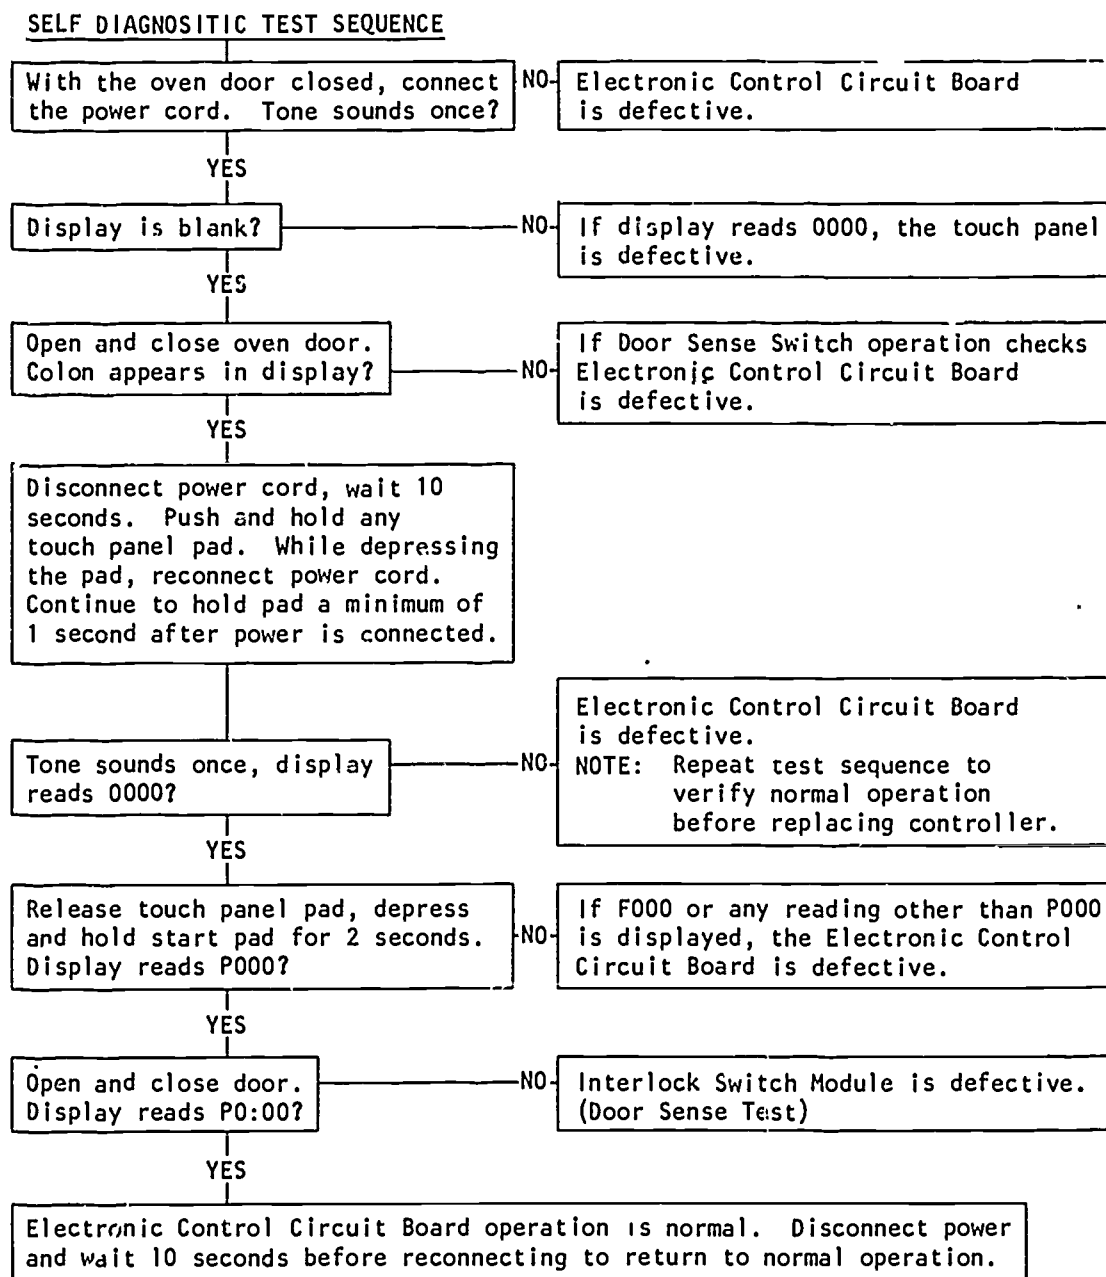 SELF DIAGNOSITIC TEST SEQUENCE
With the oven door closed, connect
the power cord. Tone sounds once?
NO
Electronic Control Circuit Board
is defective.
YES
Display is blank?
NO
If display reads 0000, the touch panel
is defective.
YES
Open and close oven door.
Colon appears in display?
NO
If Door Sense Switch operation checks
Electronic Control Circuit Board
is defective.
YES
Disconnect power cord, wait 10
seconds. Push and hold any
touch panel pad. While depressing
the pad, reconnect power cord.
Continue to hold pad a minimum of
1 second after power is connected.
Tone sounds once, display
reads 0000?
NO
Electronic Control Circuit Board
is defective.
NOTE: Repeat test sequence to
verify normal operation
before replacing controller.
YES
Release touch panel pad, depress
and hold start pad for 2 seconds.
Display reads P000?
NO
If F000 or any reading other than P000
is displayed, the Electronic Control
Circuit Board is defective.
YES
Open and close door.
Display reads P0:00?
NO
Interlock Switch Module is defective.
(Door Sense Test)
YES
Electronic Control Circuit Board operation is normal. Disconnect power
and wait 10 seconds before reconnecting to return to normal operation.